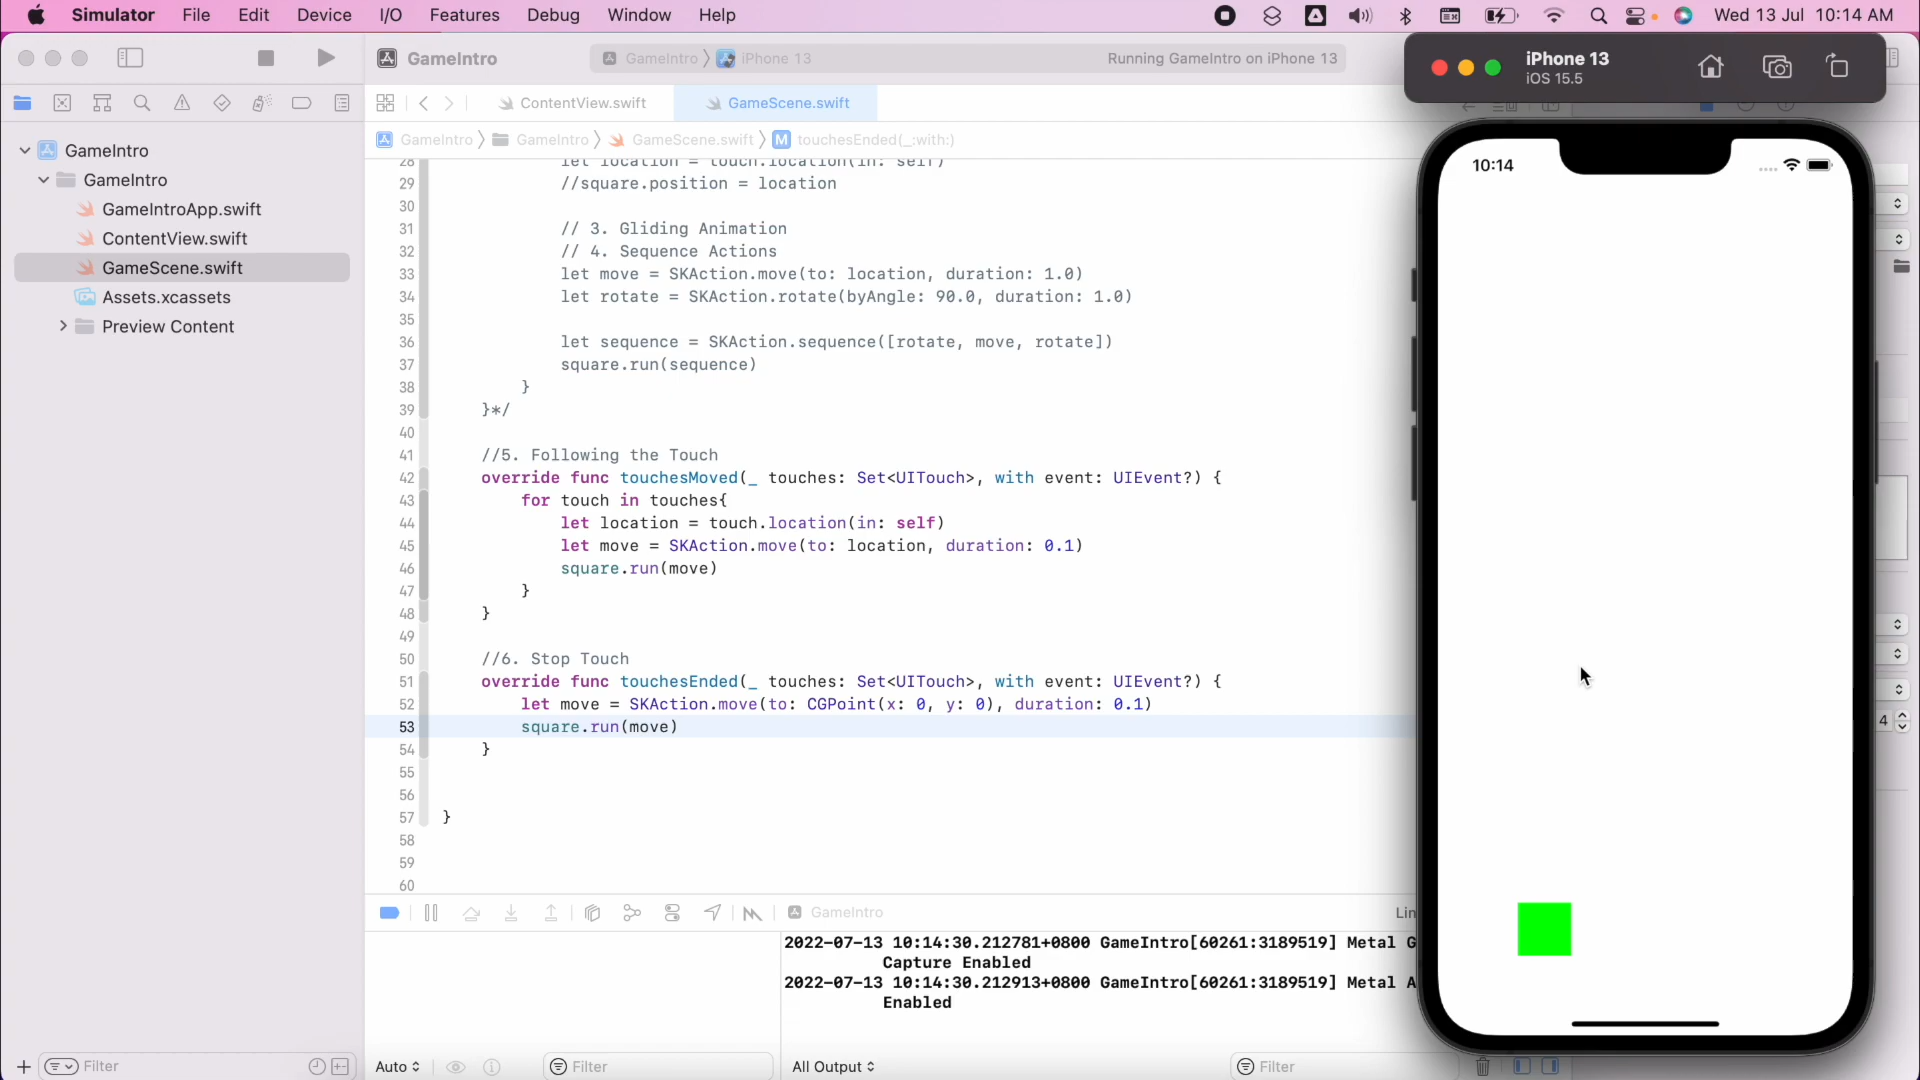 Simulator File Edit Device I/O Features Debug Window Help Wed 13 Jul 10:14 AM
GameIntro GameIntro iPhone 13 Running GameIntro on iPhone 13
iPhone 13
iOS 15.5
ContentView.swift GameScene.swift
GameIntro GameIntro GameScene.swift M touchesEnded(_:with:)
GameIntro
GameIntro
GameIntroApp.swift
ContentView.swift
GameScene.swift
Assets.xcassets
Preview Content
28 let location = touch.location(in: self)
29 //square.position = location
30
31 // 3. Gliding Animation
32 // 4. Sequence Actions
33 let move = SKAction.move(to: location, duration: 1.0)
34 let rotate = SKAction.rotate(byAngle: 90.0, duration: 1.0)
35
36 let sequence = SKAction.sequence([rotate, move, rotate])
37 square.run(sequence)
38 }
39 }*/
40
41 //5. Following the Touch
42 override func touchesMoved(_ touches: Set<UITouch>, with event: UIEvent?) {
43 for touch in touches{
44 let location = touch.location(in: self)
45 let move = SKAction.move(to: location, duration: 0.1)
46 square.run(move)
47 }
48 }
49
50 //6. Stop Touch
51 override func touchesEnded(_ touches: Set<UITouch>, with event: UIEvent?) {
52 let move = SKAction.move(to: CGPoint(x: 0, y: 0), duration: 0.1)
53 square.run(move)
54 }
55
56
57 }
58
59
60
10:14
4
GameIntro Lin
2022-07-13 10:14:30.212781+0800 GameIntro[60261:3189519] Metal G
Capture Enabled
2022-07-13 10:14:30.212913+0800 GameIntro[60261:3189519] Metal A
Enabled
Filter Auto Filter All Output Filter